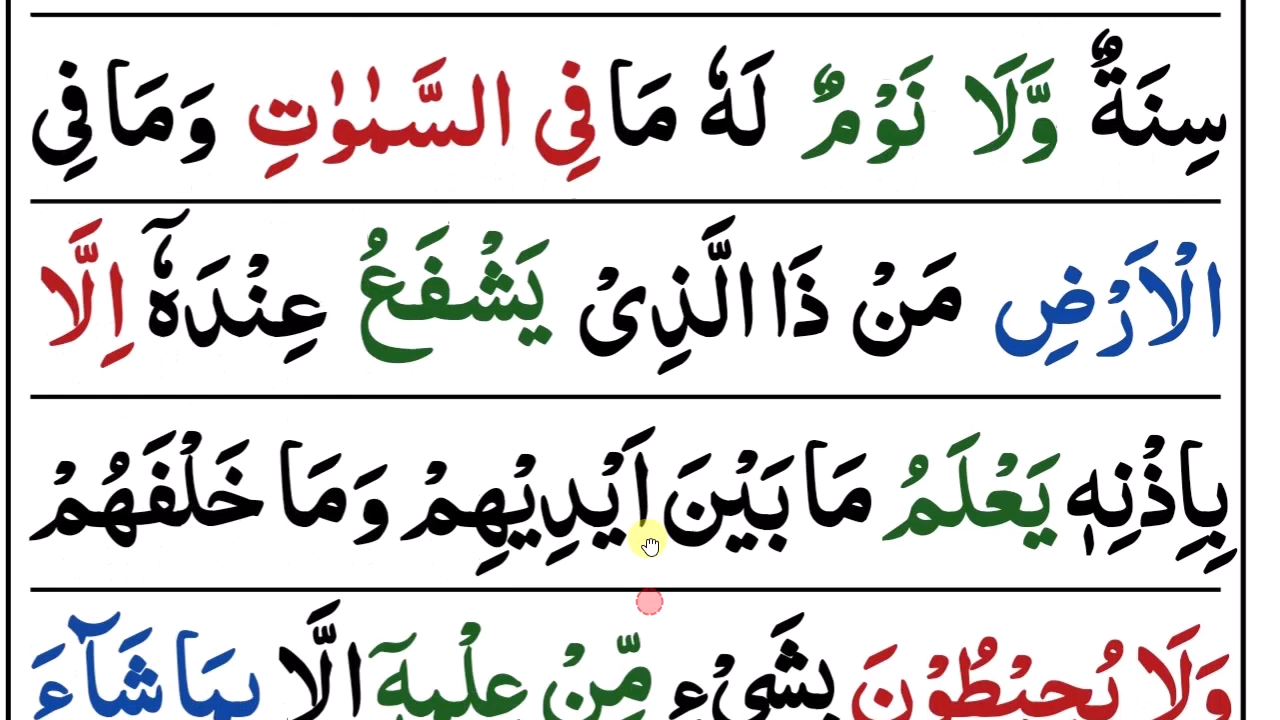 سِنَةٌ وَّلَا نَوْمٌ لَهٗ مَا فِی السَّمٰوٰتِ وَمَا فِی
الْاَرْضِ مَنْ ذَا الَّذِیْ یَشْفَعُ عِنْدَهٗۤ اِلَّا
بِاِذْنِهٖ یَعْلَمُ مَا بَیْنَ اَیْدِیْهِمْ وَمَا خَلْفَهُمْ
وَلَا یُحِیْطُوْنَ بِشَیْءٍ مِّنْ عِلْمِهٖۤ اِلَّا بِمَا شَآءَ